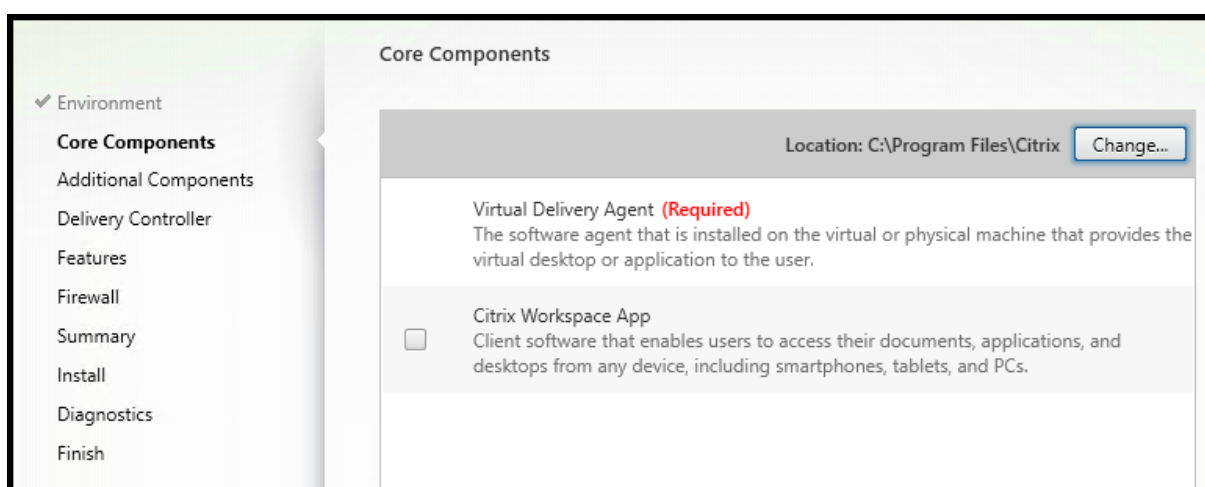 Core Components
Environment
Core Components
Additional Components
Delivery Controller
Features
Firewall
Summary
Install
Diagnostics
Finish
Location: C:\Program Files\Citrix Change...
Virtual Delivery Agent (Required)
The software agent that is installed on the virtual or physical machine that provides the
virtual desktop or application to the user.
Citrix Workspace App
Client software that enables users to access their documents, applications, and
desktops from any device, including smartphones, tablets, and PCs.